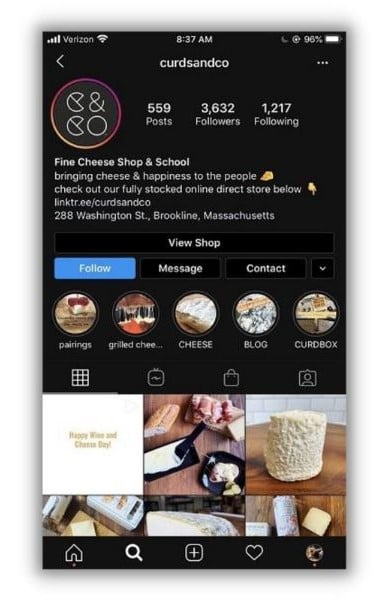 Verizon 8:37 AM 96%
curdsandco
C&
CO
559 3,632 1,217
Posts Followers Following
Fine Cheese Shop & School
bringing cheese & happiness to the people 🧀
check out our fully stocked online direct store below 👇
linktr.ee/curdsandco
288 Washington St., Brookline, Massachusetts
View Shop
Follow Message Contact
pairings grilled chee... CHEESE BLOG CURDBOX
Happy Wine and
Cheese Day!